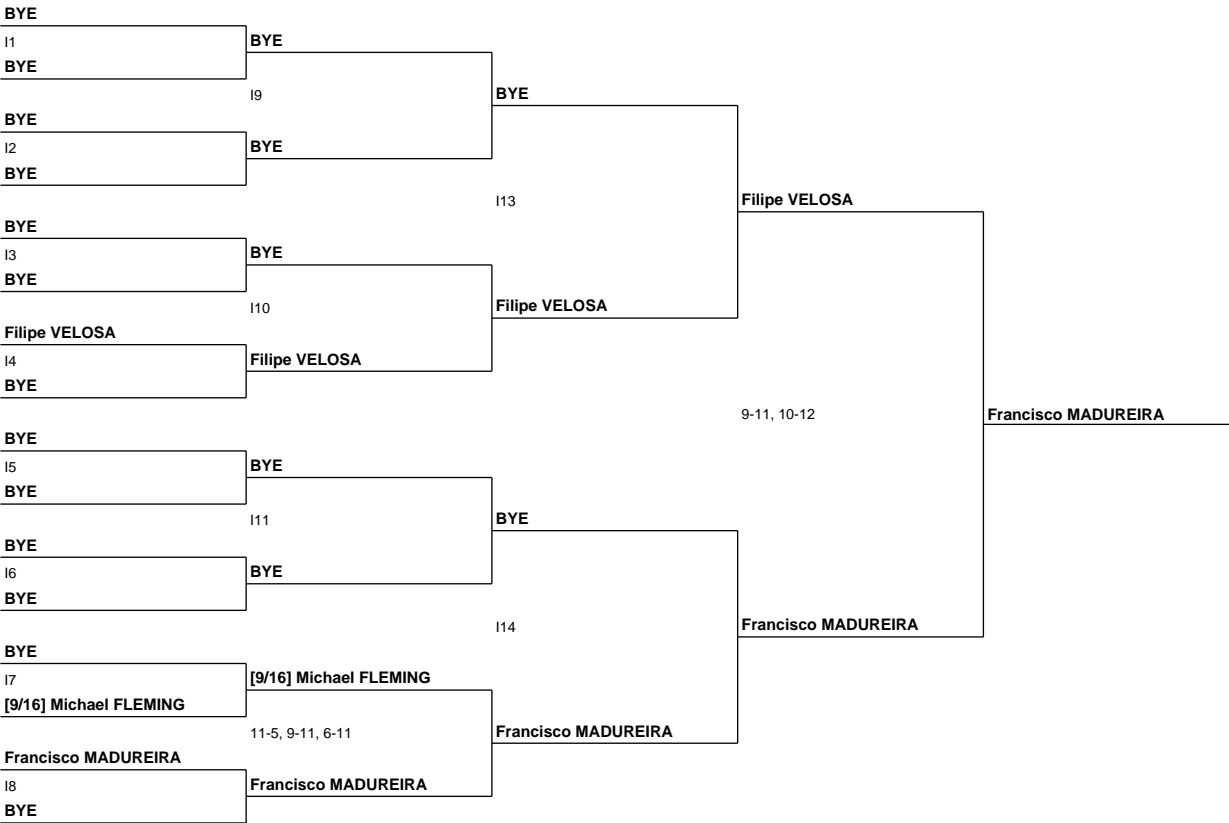 BYE
I1
BYE
BYE
I9
BYE
BYE
I2
BYE
BYE
I13
Filipe VELOSA
BYE
I3
BYE
BYE
I10
Filipe VELOSA
Filipe VELOSA
I4
Filipe VELOSA
BYE
9-11, 10-12
Francisco MADUREIRA
BYE
I5
BYE
BYE
I11
BYE
BYE
I6
BYE
BYE
I14
Francisco MADUREIRA
BYE
I7
[9/16] Michael FLEMING
[9/16] Michael FLEMING
11-5, 9-11, 6-11
Francisco MADUREIRA
Francisco MADUREIRA
I8
Francisco MADUREIRA
BYE